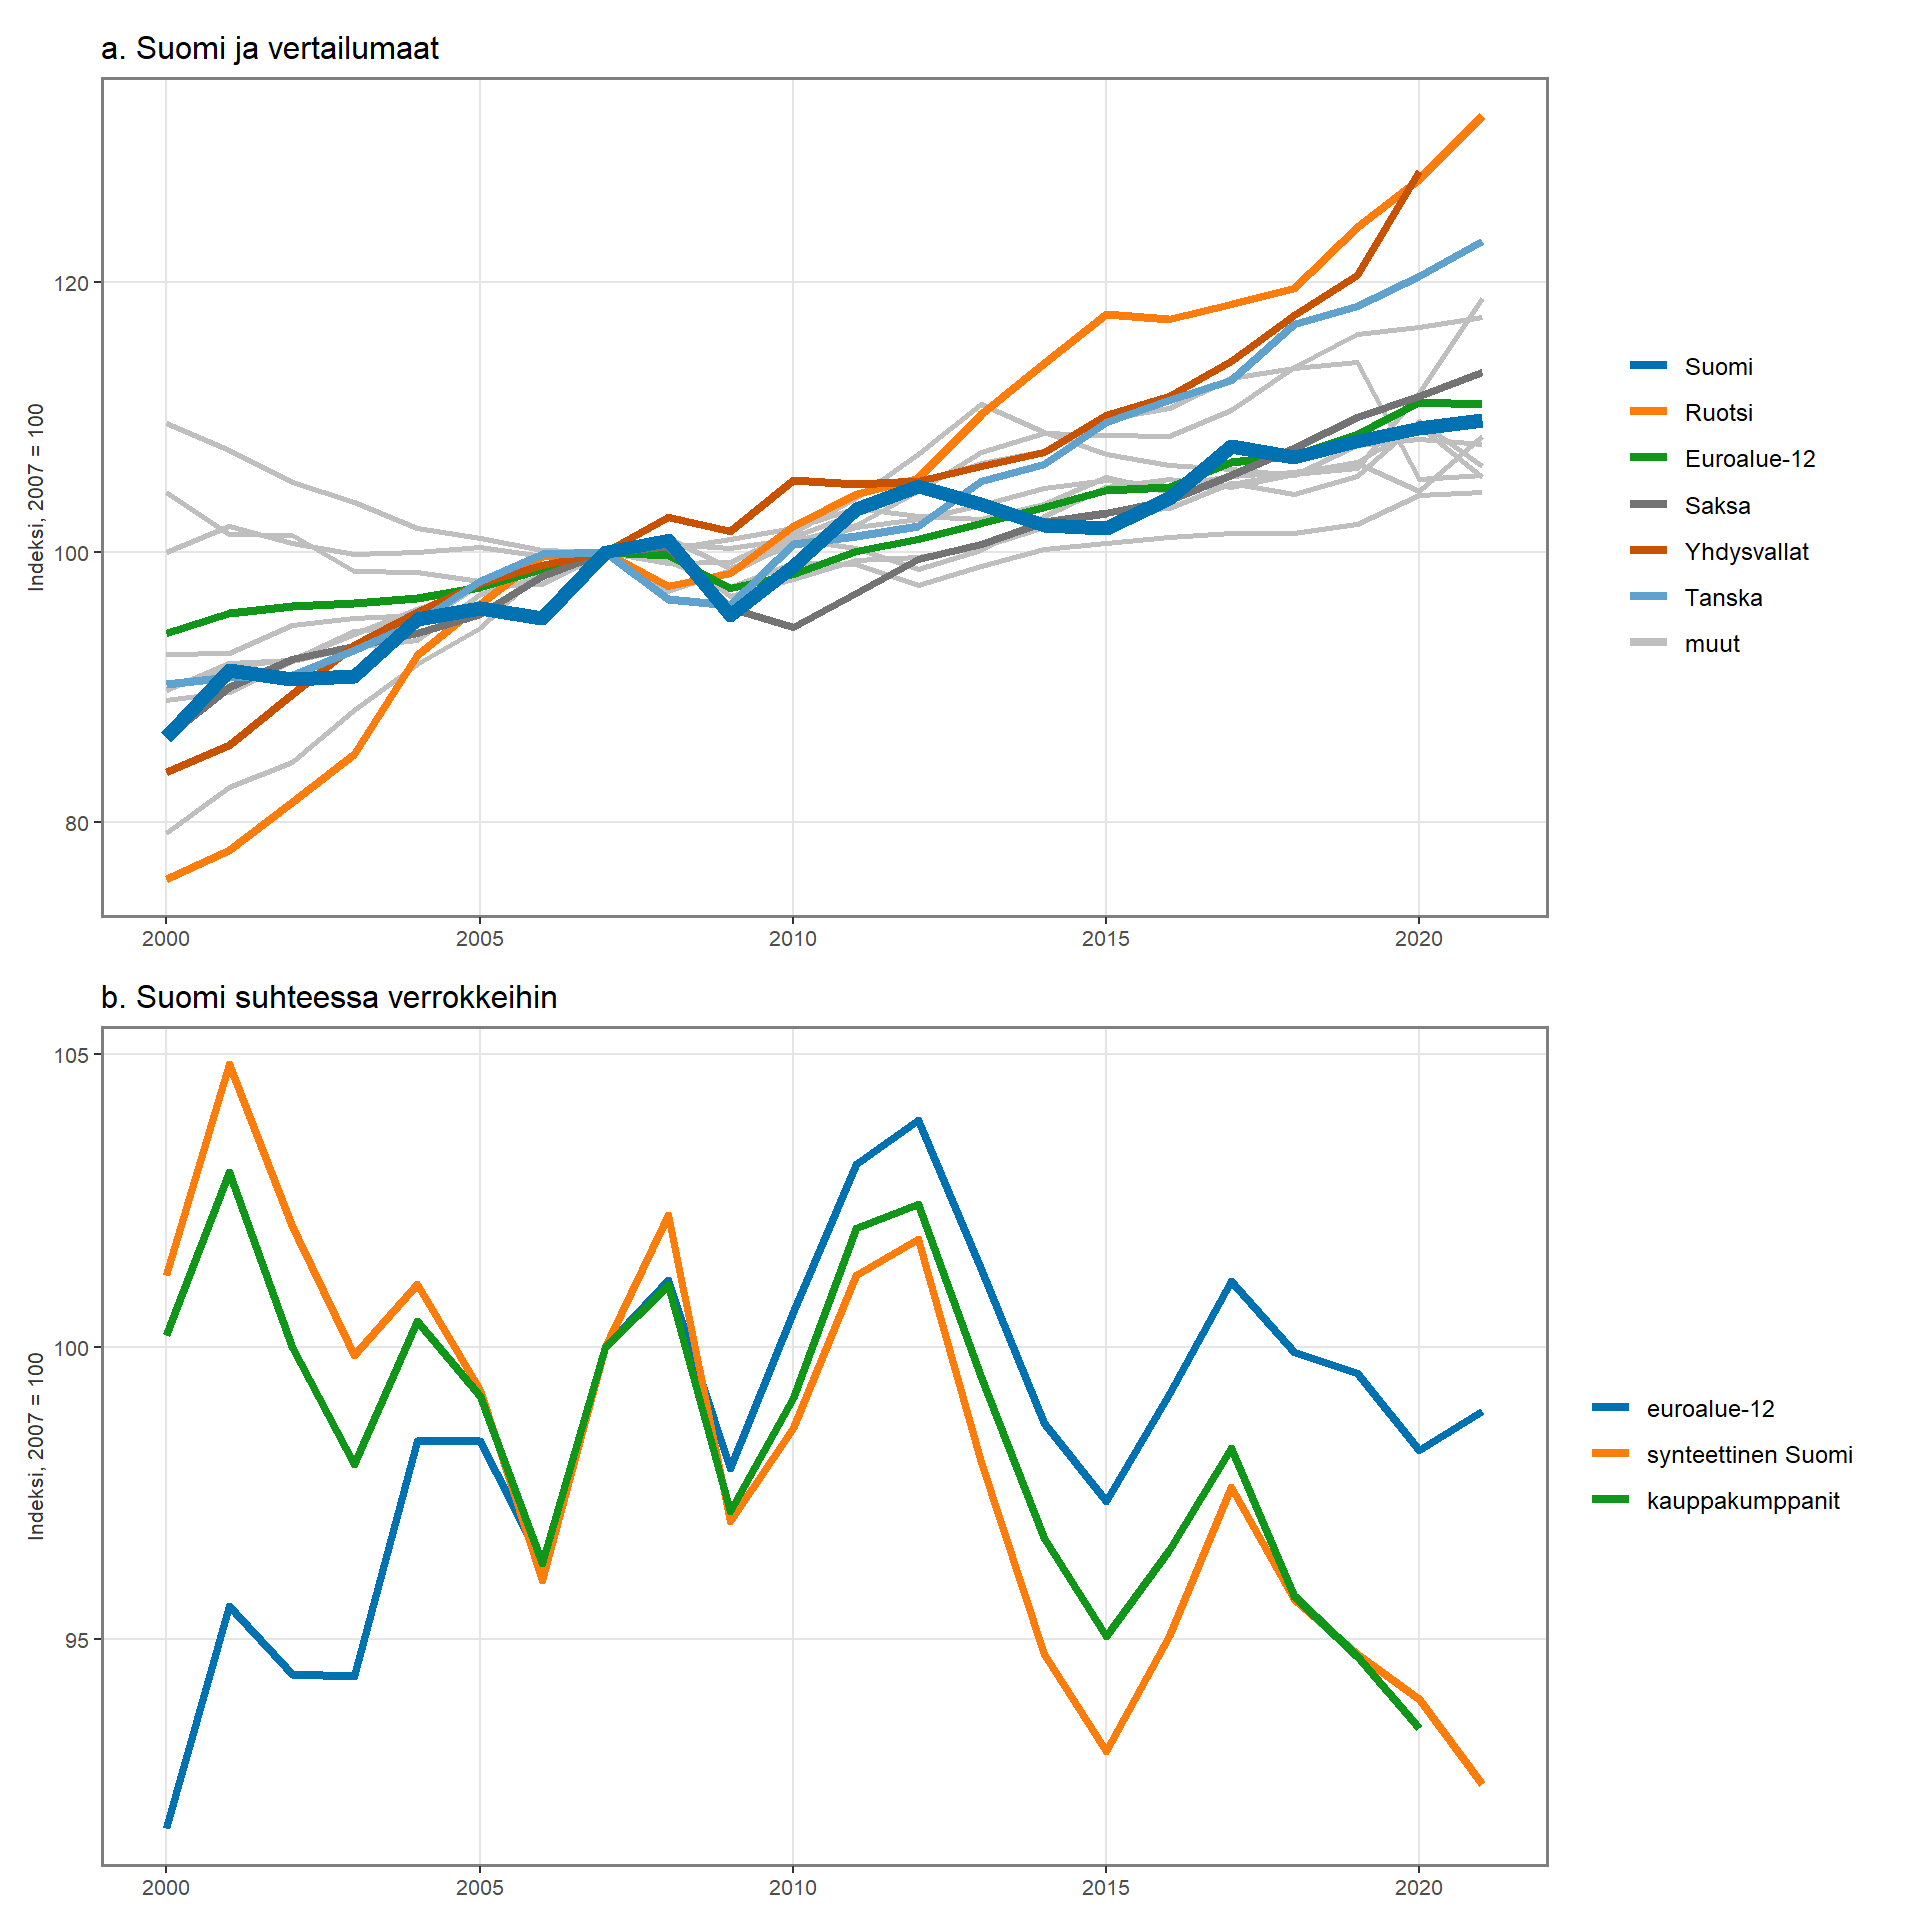 a. Suomi ja vertailumaat
Indeksi, 2007 = 100
120
100
80
2000 2005 2010 2015 2020
Suomi
Ruotsi
Euroalue-12
Saksa
Yhdysvallat
Tanska
muut
b. Suomi suhteessa verrokkeihin
Indeksi, 2007 = 100
105
100
95
2000 2005 2010 2015 2020
euroalue-12
synteettinen Suomi
kauppakumppanit